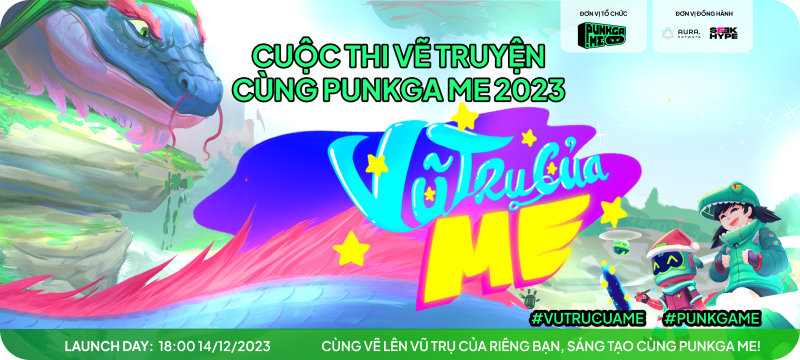 ĐƠN VỊ TỔ CHỨC
PUNKGA
ME
ĐƠN VỊ ĐỒNG HÀNH
AURA.
network
SEEK
HYPE
CUỘC THI VẼ TRUYỆN
CÙNG PUNKGA ME 2023
Vũ Trụ Của
ME
#VUTRUCUAME
#PUNKGAME
LAUNCH DAY: 18:00 14/12/2023
CÙNG VẼ LÊN VŨ TRỤ CỦA RIÊNG BẠN, SÁNG TẠO CÙNG PUNKGA ME!